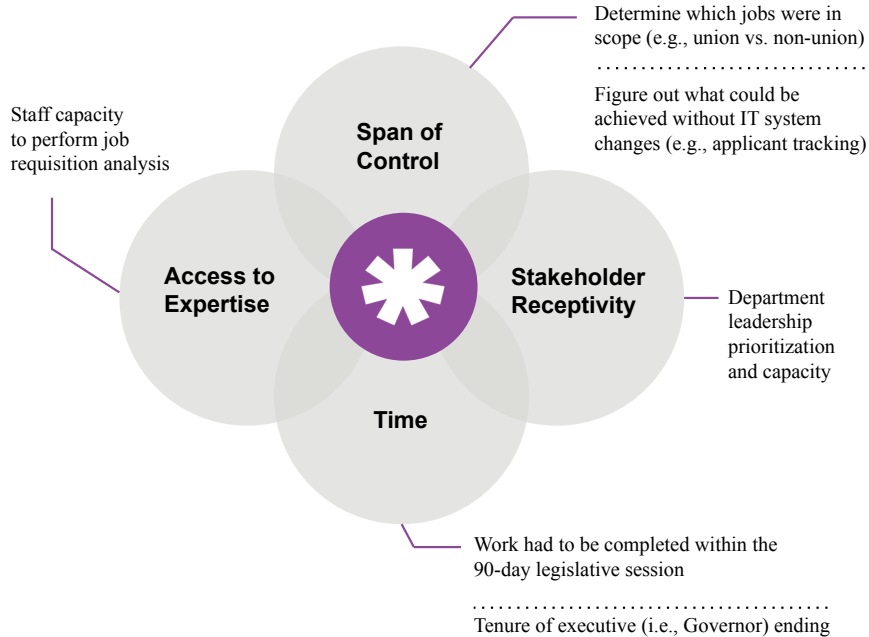 Determine which jobs were in
scope (e.g., union vs. non-union)
Figure out what could be
achieved without IT system
changes (e.g., applicant tracking)
Staff capacity
to perform job
requisition analysis
Span of
Control
Access to
Expertise
Stakeholder
Receptivity
Department
leadership
prioritization
and capacity
Time
Work had to be completed within the
90-day legislative session
Tenure of executive (i.e., Governor) ending